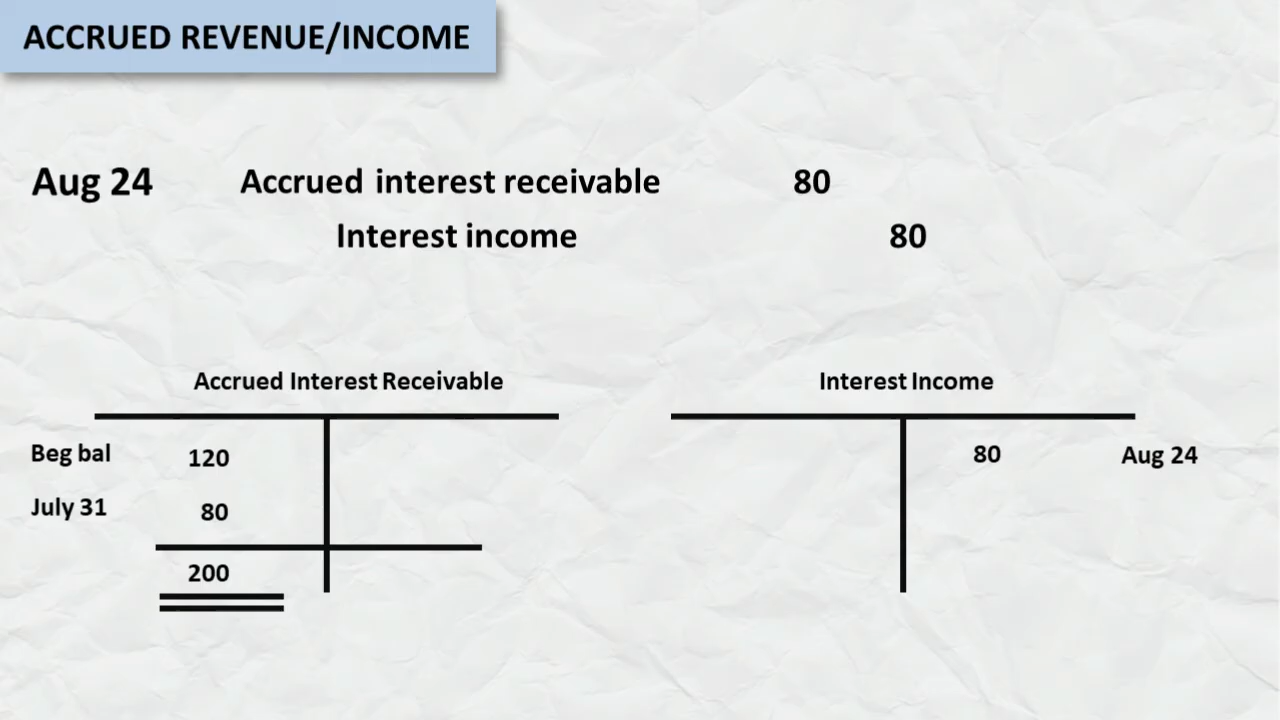 ACCRUED REVENUE/INCOME
Aug 24 Accrued interest receivable 80
Interest income 80
Accrued Interest Receivable
Beg bal 120
July 31 80
200
Interest Income
80 Aug 24